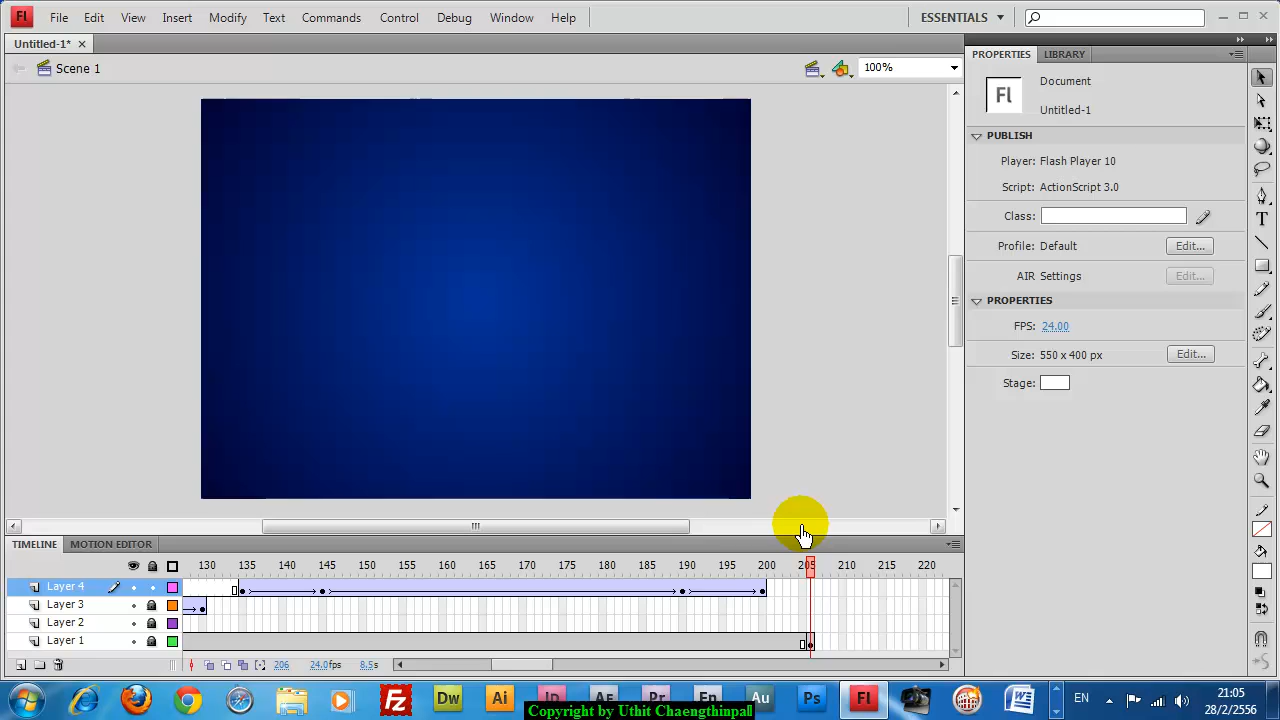 Fl File Edit View Insert Modify Text Commands Control Debug Window Help ESSENTIALS
Untitled-1*
Scene 1 100%
PROPERTIES LIBRARY
Fl Document
Untitled-1
PUBLISH
Player: Flash Player 10
Script: ActionScript 3.0
Class:
Profile: Default Edit...
AIR Settings Edit...
PROPERTIES
FPS: 24.00
Size: 550 x 400 px Edit...
Stage:
TIMELINE MOTION EDITOR
130 135 140 145 150 155 160 165 170 175 180 185 190 195 200 205 210 215 220
Layer 4
Layer 3
Layer 2
Layer 1
206 24.0fps 8.5s
Dw Ai Au Ps Fl EN 21:05
28/2/2556
Copyright by Uthit Chaengthinpall